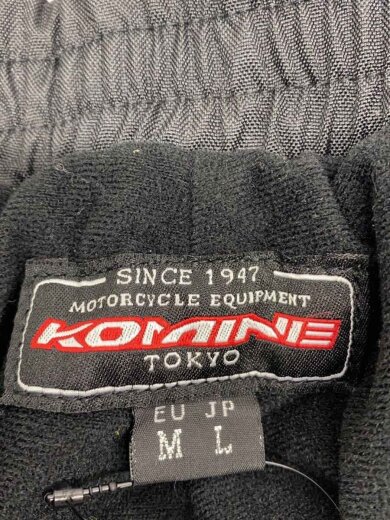 SINCE 1947
MOTORCYCLE EQUIPMENT
KOMINE
TOKYO
EU JP
M L